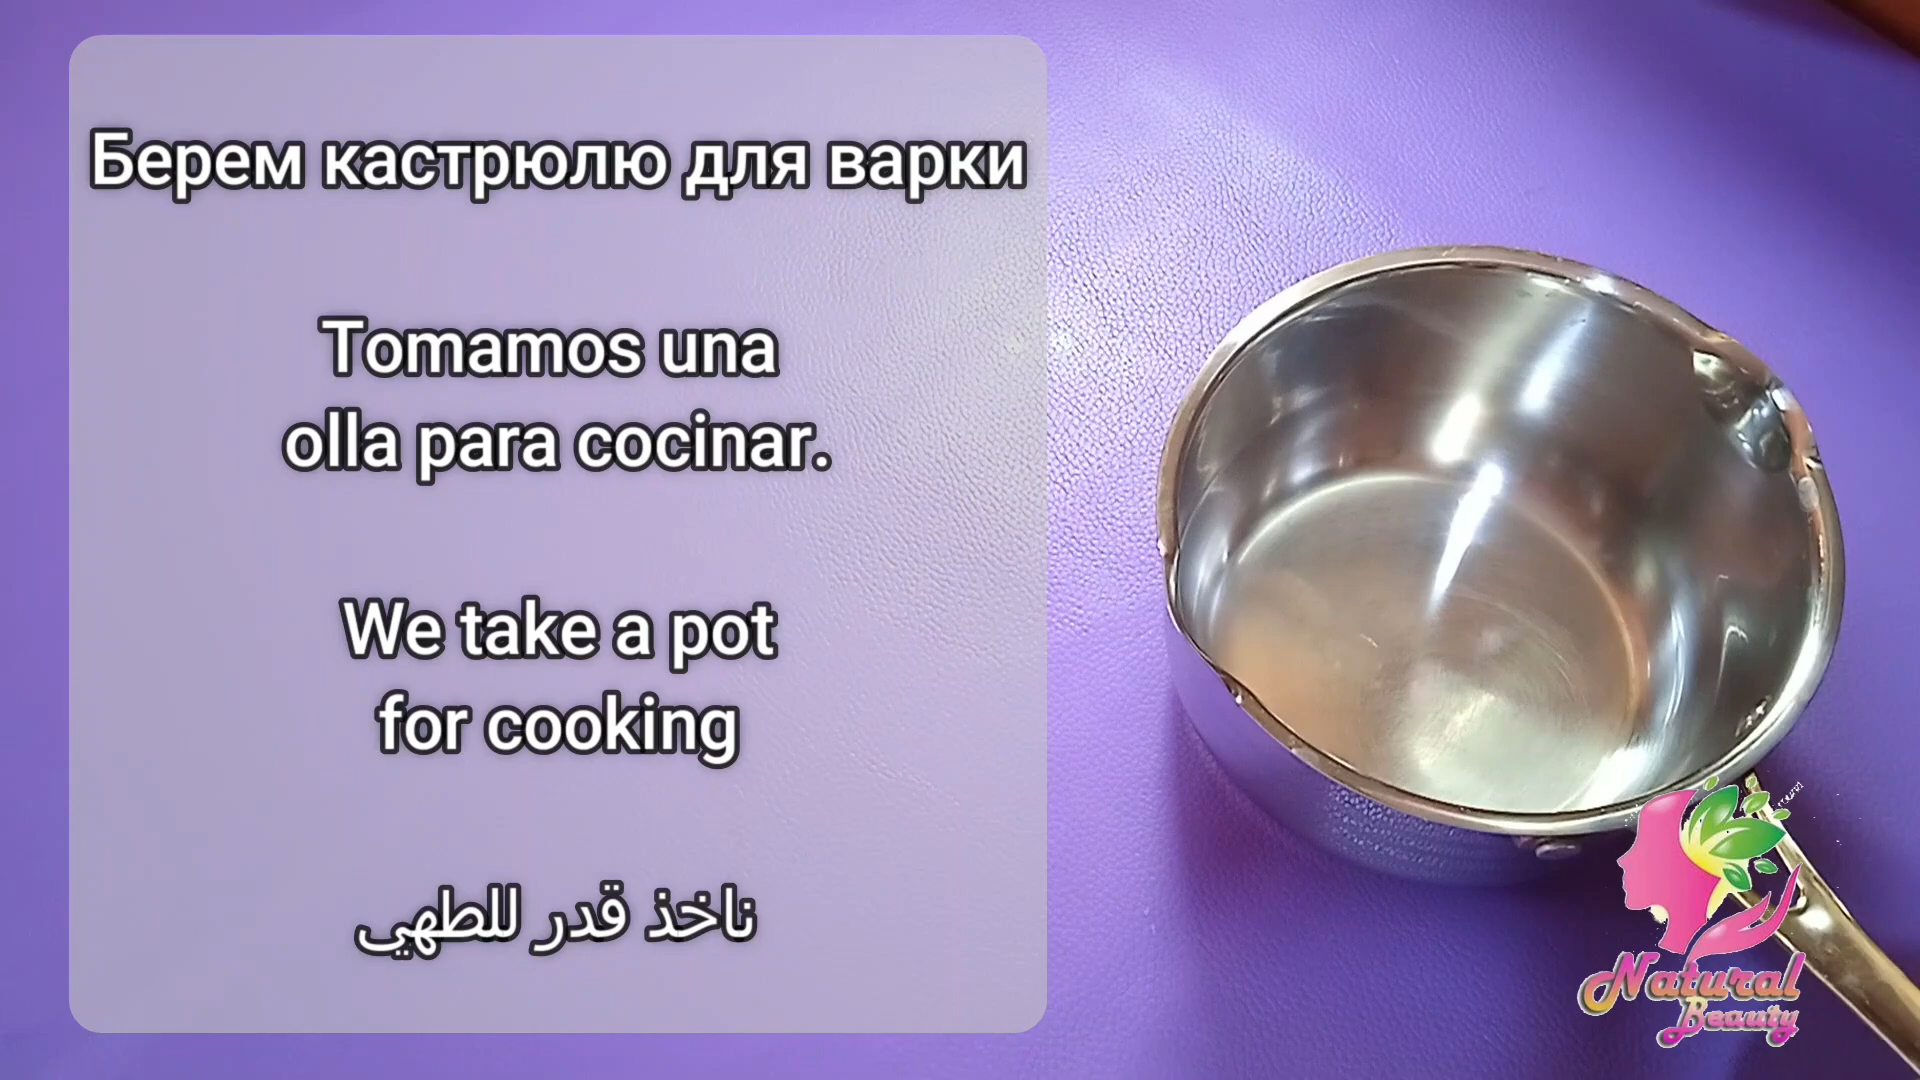 Берем кастрюлю для варки
Tomamos una
olla para cocinar.
We take a pot
for cooking
ناخذ قدر للطهي
Natural
Beauty